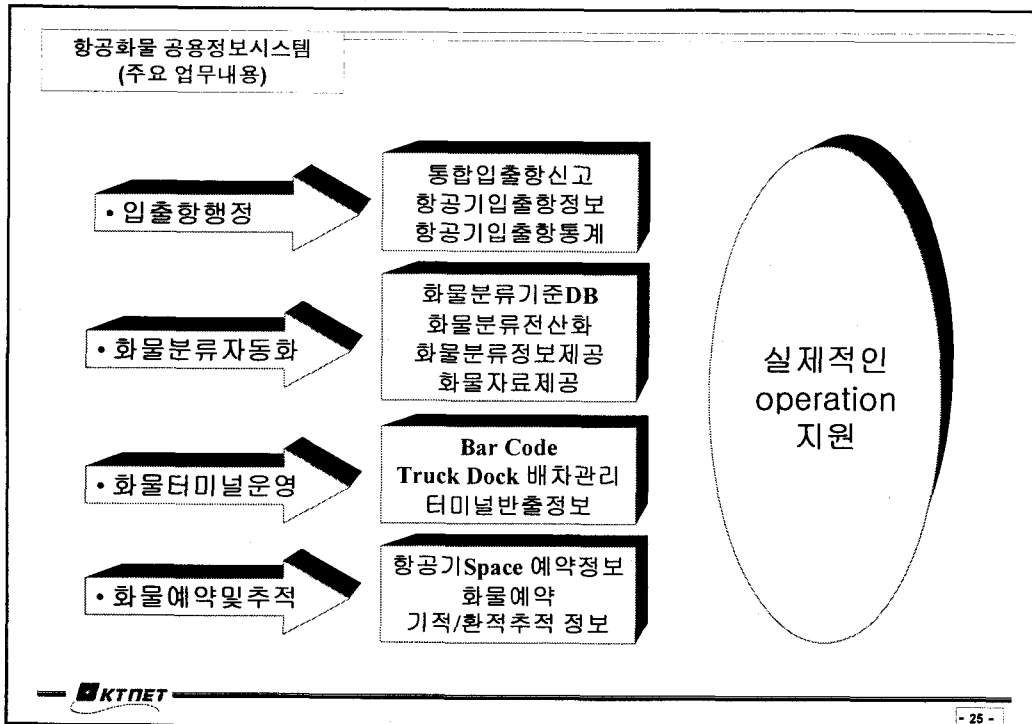 항공화물 공용정보시스템
(주요 업무내용)
• 입출항행정
통합입출항신고
항공기입출항정보
항공기입출항통계
• 화물분류자동화
화물분류기준DB
화물분류전산화
화물분류정보제공
화물자료제공
• 화물터미널운영
Bar Code
Truck Dock 배차관리
터미널반출정보
• 화물예약및추적
항공기Space 예약정보
화물예약
기적/환적추적 정보
실제적인
operation
지원
KTNET
- 25 -